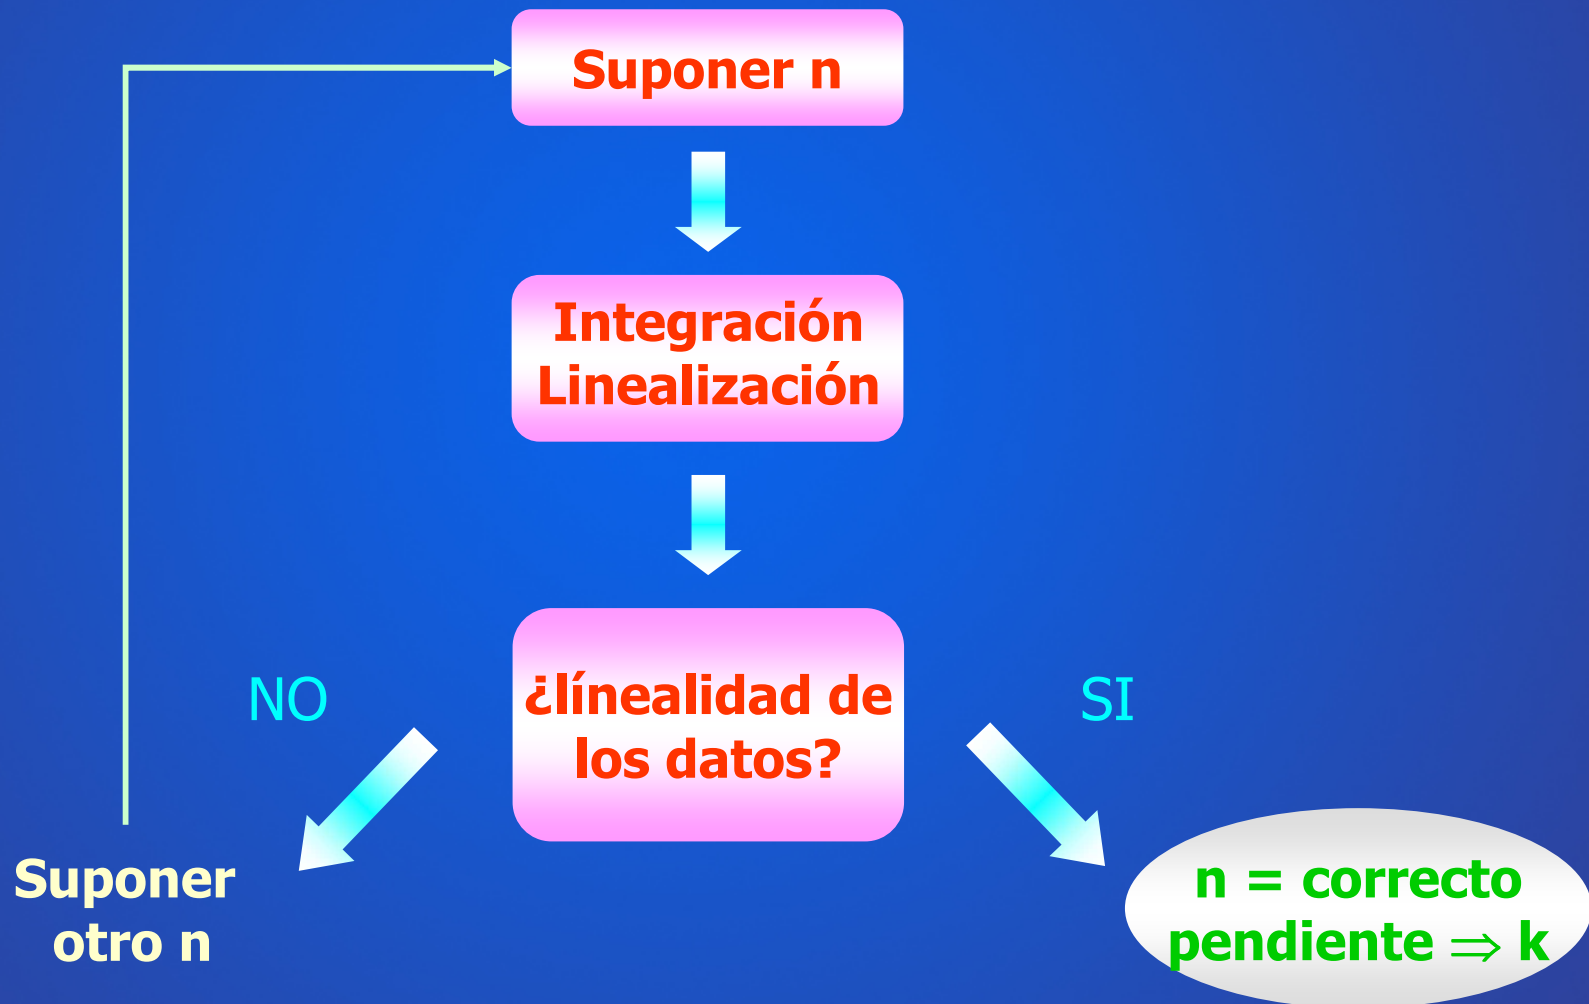 Suponer n
Integración
Linealización
¿línealidad de
los datos?
NO
SI
Suponer
otro n
n = correcto
pendiente ⇒ k